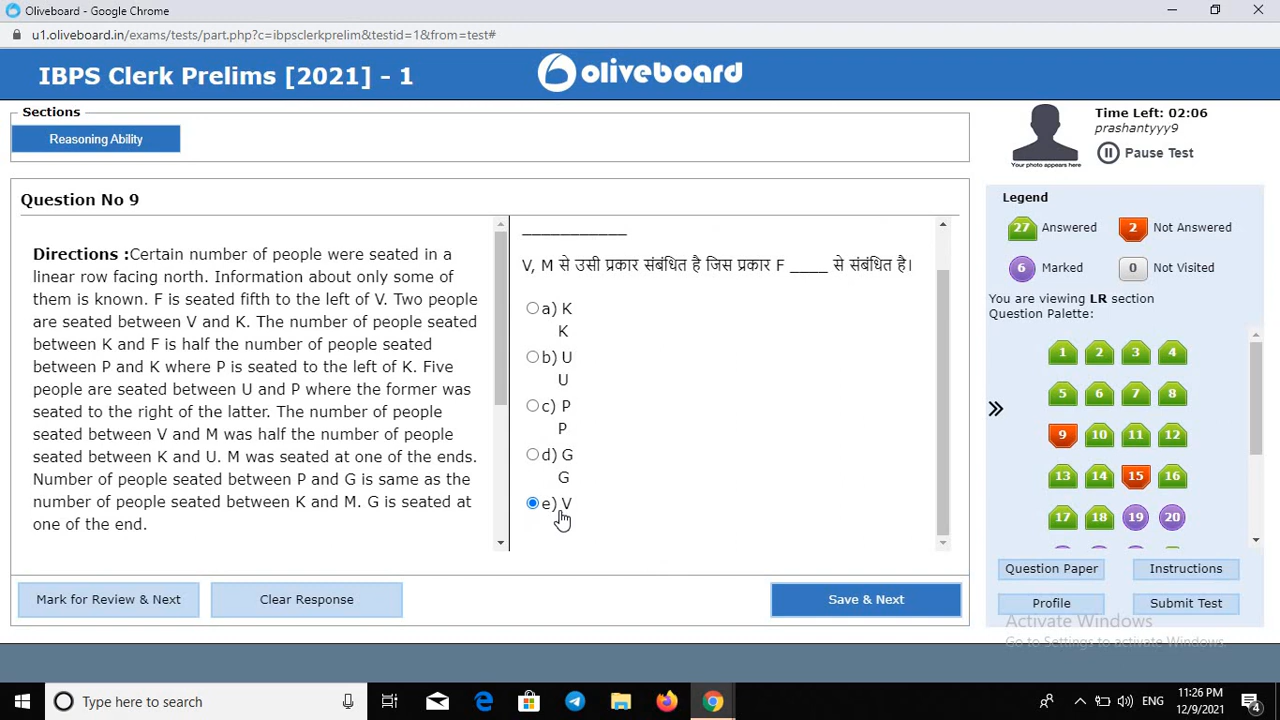 Oliveboard - Google Chrome
u1.oliveboard.in/exams/tests/part.php?c=ibpsclerkprelim&testid=1&from=test#
IBPS Clerk Prelims [2021] - 1
oliveboard
Sections
Reasoning Ability
Time Left: 02:06
prashantyyy9
Pause Test
Your photo appears here
Question No 9
Directions :Certain number of people were seated in a
linear row facing north. Information about only some of
them is known. F is seated fifth to the left of V. Two people
are seated between V and K. The number of people seated
between K and F is half the number of people seated
between P and K where P is seated to the left of K. Five
people are seated between U and P where the former was
seated to the right of the latter. The number of people
seated between V and M was half the number of people
seated between K and U. M was seated at one of the ends.
Number of people seated between P and G is same as the
number of people seated between K and M. G is seated at
one of the end.
____________
V, M से उसी प्रकार संबंधित है जिस प्रकार F ____ से संबंधित है।
a) K
K
b) U
U
c) P
P
d) G
G
e) V
Legend
27 Answered
2 Not Answered
6 Marked
0 Not Visited
You are viewing LR section
Question Palette:
1 2 3 4
5 6 7 8
9 10 11 12
13 14 15 16
17 18 19 20
Mark for Review & Next
Clear Response
Save & Next
Question Paper
Instructions
Profile
Submit Test
Activate Windows
Go to Settings to activate Windows.
Type here to search
ENG
11:26 PM
12/9/2021
4